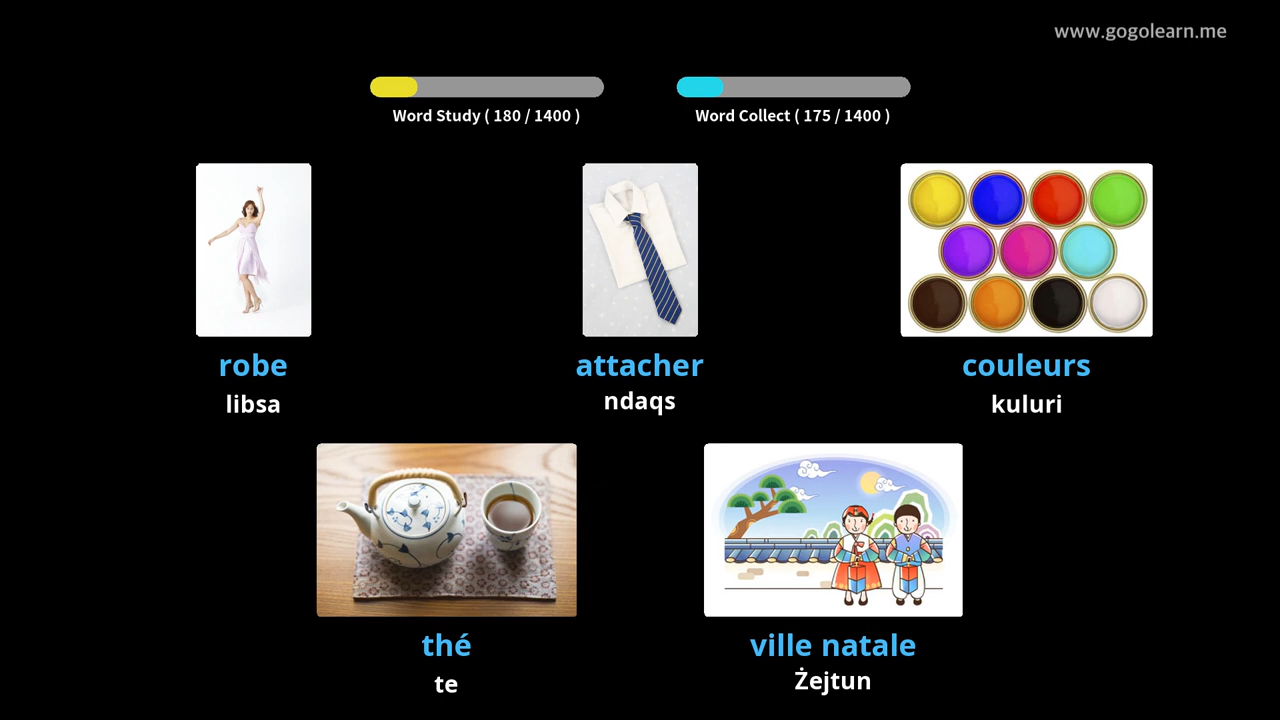 www.gogolearn.me
Word Study ( 180 / 1400 )
Word Collect ( 175 / 1400 )
robe
libsa
attacher
ndaqs
couleurs
kuluri
thé
te
ville natale
Żejtun